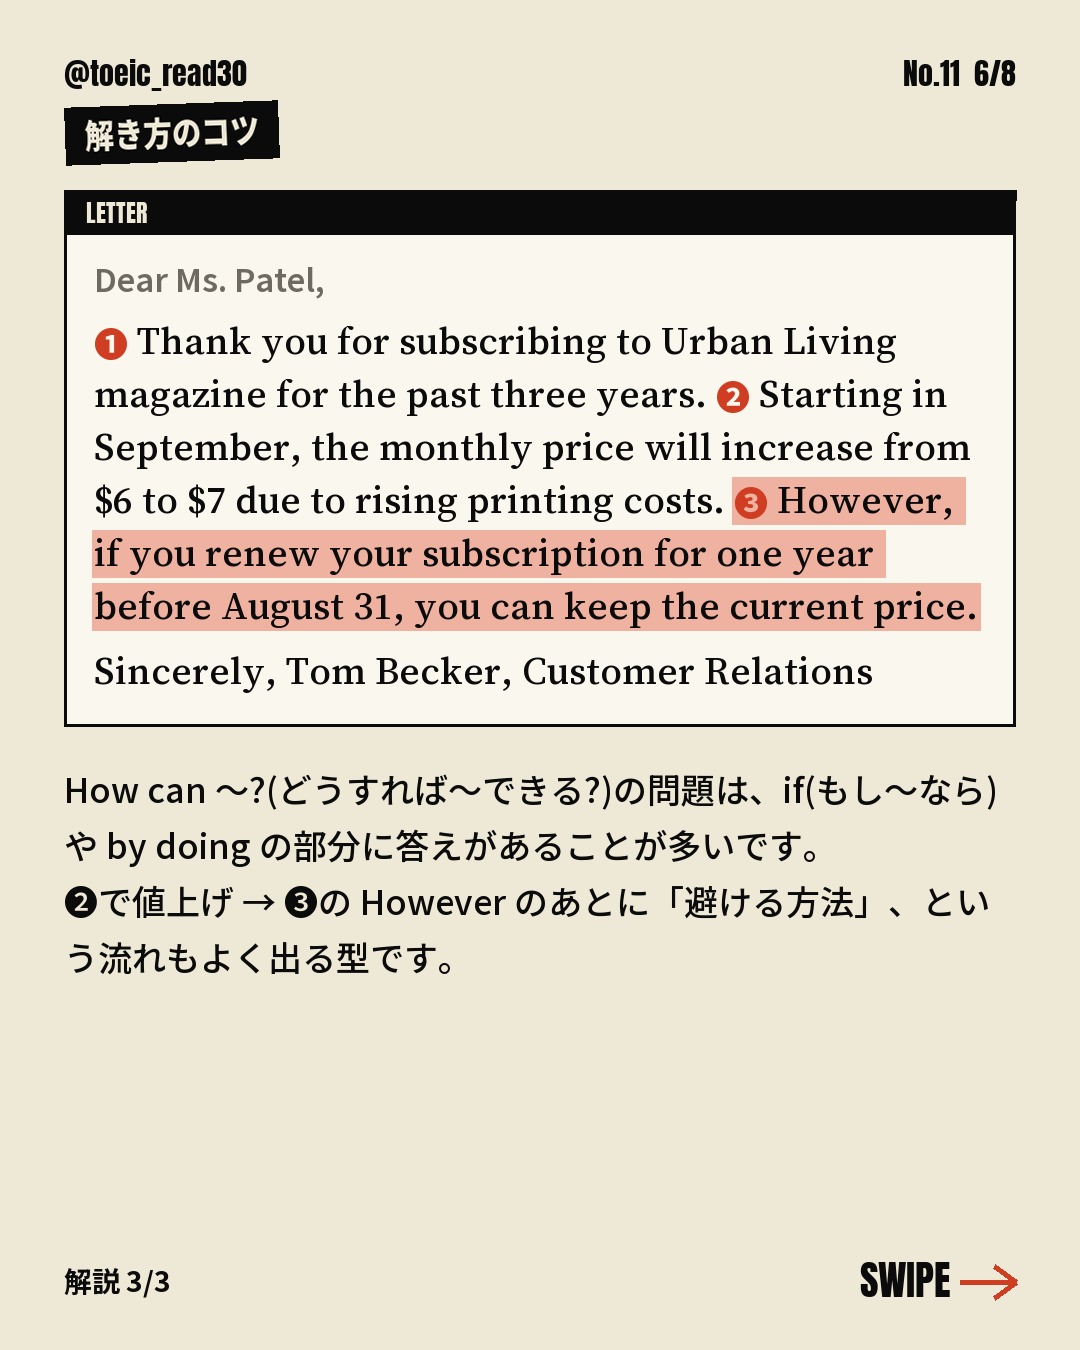 @toeic_read30
No.11 6/8
解き方のコツ
LETTER
Dear Ms. Patel,
❶ Thank you for subscribing to Urban Living
magazine for the past three years. ❷ Starting in
September, the monthly price will increase from
$6 to $7 due to rising printing costs. ❸ However,
if you renew your subscription for one year
before August 31, you can keep the current price.
Sincerely, Tom Becker, Customer Relations
How can 〜?(どうすれば〜できる?)の問題は、if(もし〜なら)
や by doing の部分に答えがあることが多いです。
❷で値上げ → ❸の However のあとに「避ける方法」、とい
う流れもよく出る型です。
解説 3/3
SWIPE →